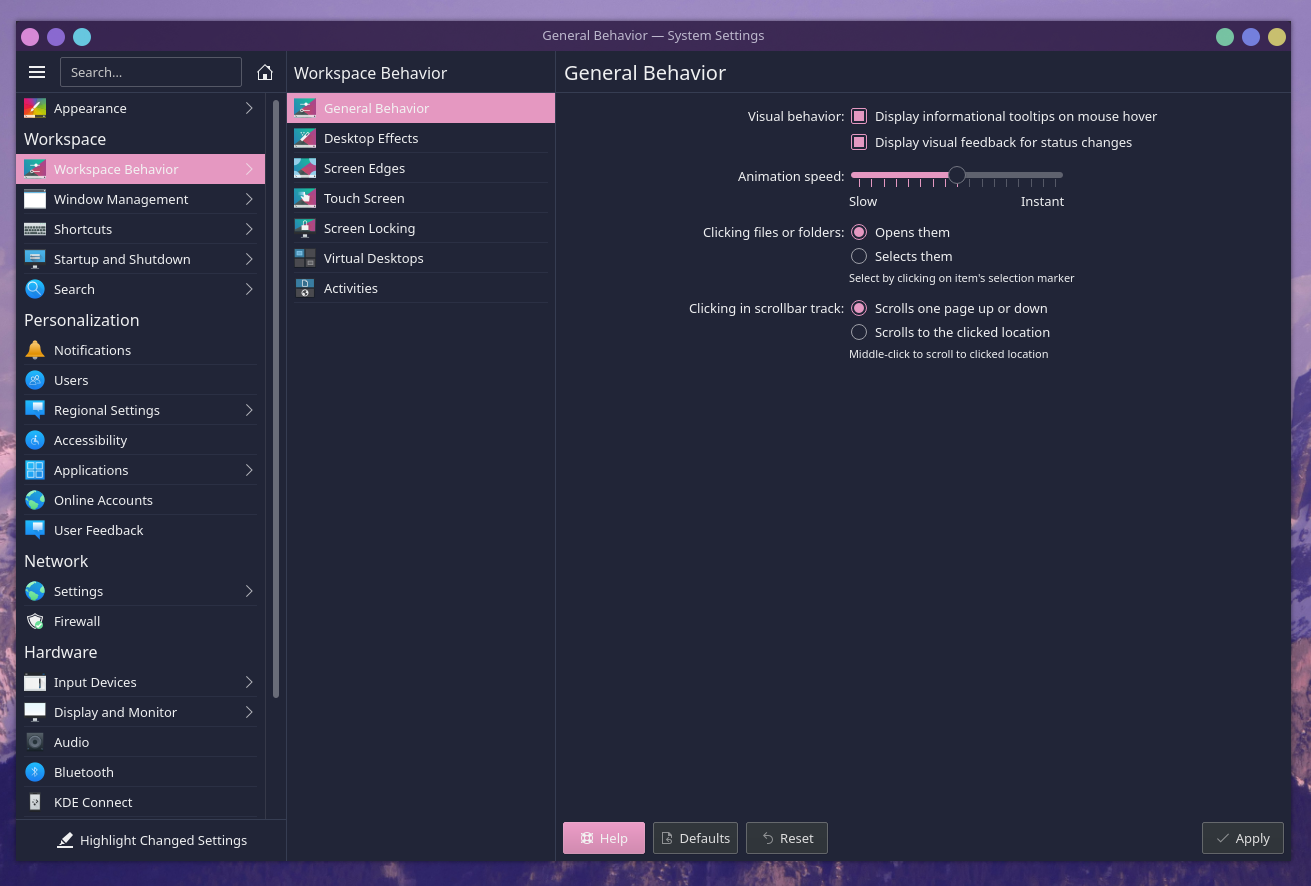 General Behavior — System Settings
Search...
Appearance
Workspace
Workspace Behavior
Window Management
Shortcuts
Startup and Shutdown
Search
Personalization
Notifications
Users
Regional Settings
Accessibility
Applications
Online Accounts
User Feedback
Network
Settings
Firewall
Hardware
Input Devices
Display and Monitor
Audio
Bluetooth
KDE Connect
Highlight Changed Settings
Workspace Behavior
General Behavior
Desktop Effects
Screen Edges
Touch Screen
Screen Locking
Virtual Desktops
Activities
General Behavior
Visual behavior: Display informational tooltips on mouse hover
Display visual feedback for status changes
Animation speed:
Slow Instant
Clicking files or folders: Opens them
Selects them
Select by clicking on item's selection marker
Clicking in scrollbar track: Scrolls one page up or down
Scrolls to the clicked location
Middle-click to scroll to clicked location
Help Defaults Reset Apply